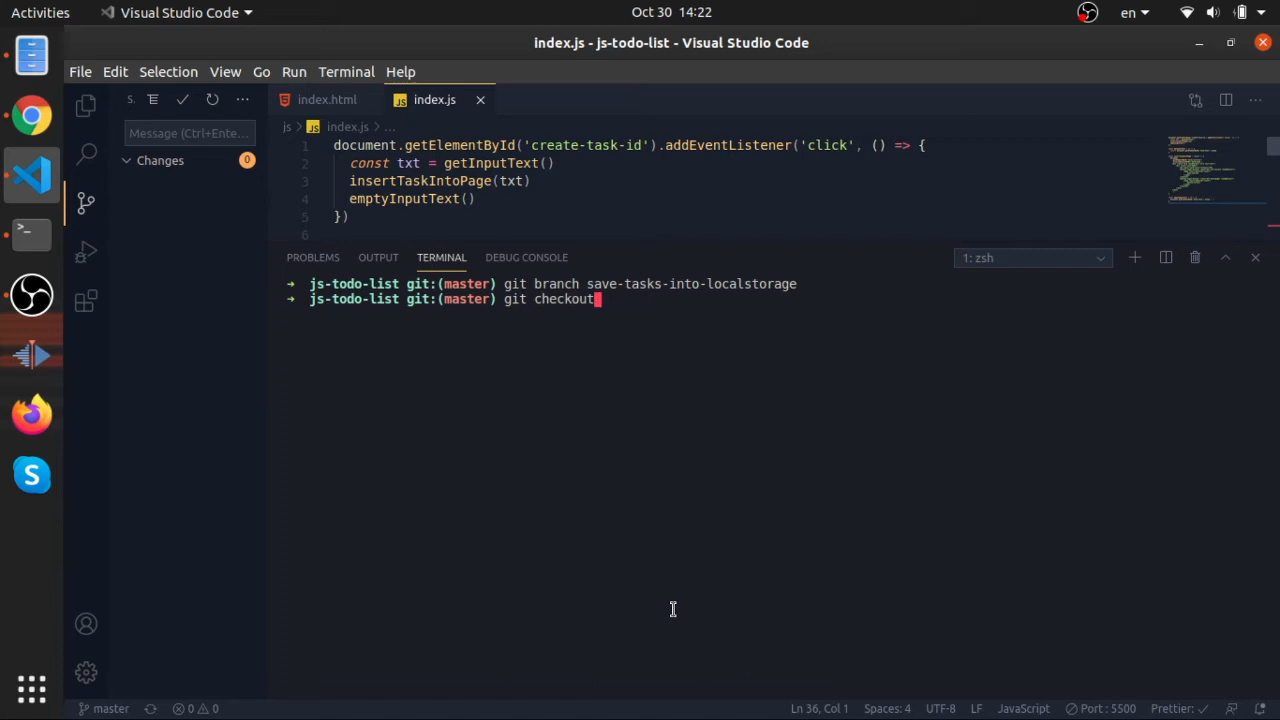 Activities
Visual Studio Code
Oct 30 14:22
en
index.js - js-todo-list - Visual Studio Code
File Edit Selection View Go Run Terminal Help
S.
index.html
JS index.js
js > JS index.js > ...
Message (Ctrl+Ente...
Changes 0
1 document.getElementById('create-task-id').addEventListener('click', () => {
2 const txt = getInputText()
3 insertTaskIntoPage(txt)
4 emptyInputText()
5 })
6
PROBLEMS OUTPUT TERMINAL DEBUG CONSOLE
1: zsh
➜ js-todo-list git:(master) git branch save-tasks-into-localstorage
➜ js-todo-list git:(master) git checkout
S
master 0 0 Ln 36, Col 1 Spaces: 4 UTF-8 LF JavaScript Port : 5500 Prettier: ✓